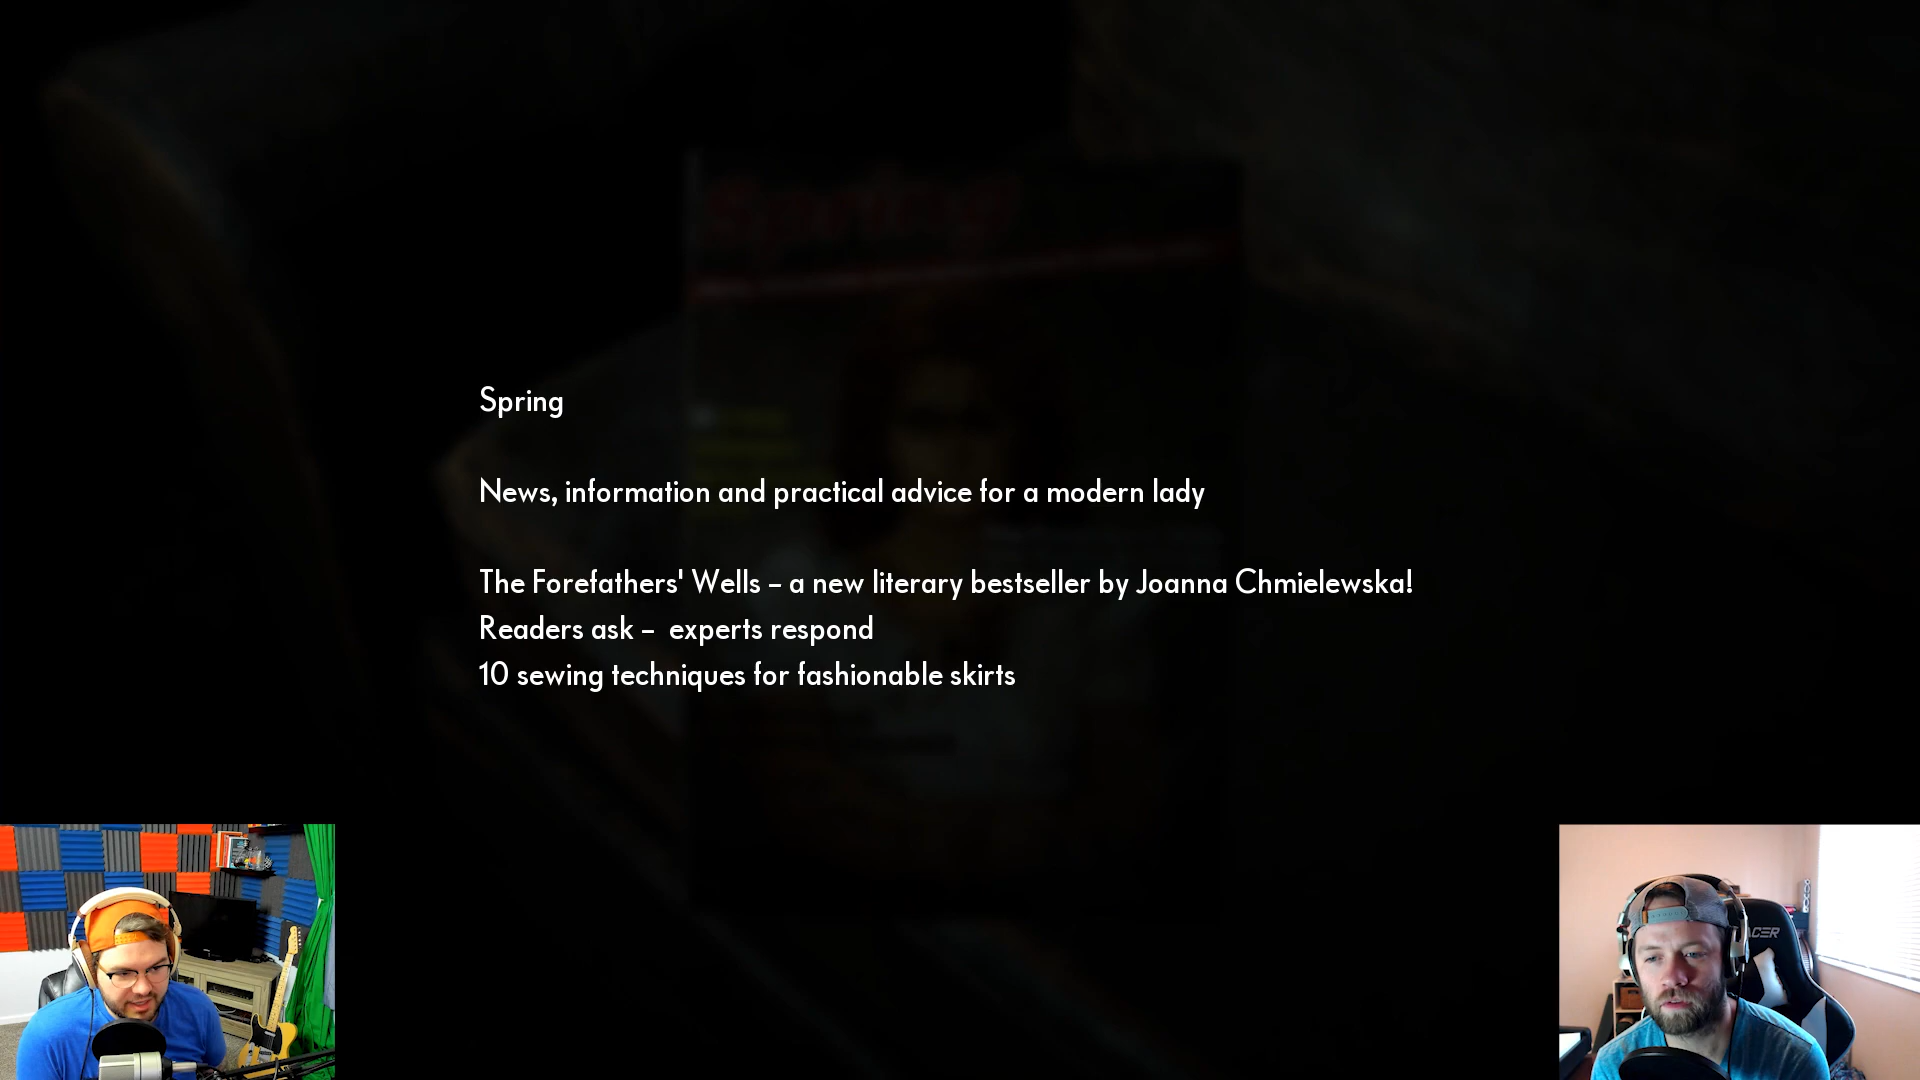 Spring
News, information and practical advice for a modern lady
The Forefathers' Wells – a new literary bestseller by Joanna Chmielewska!
Readers ask –  experts respond
10 sewing techniques for fashionable skirts